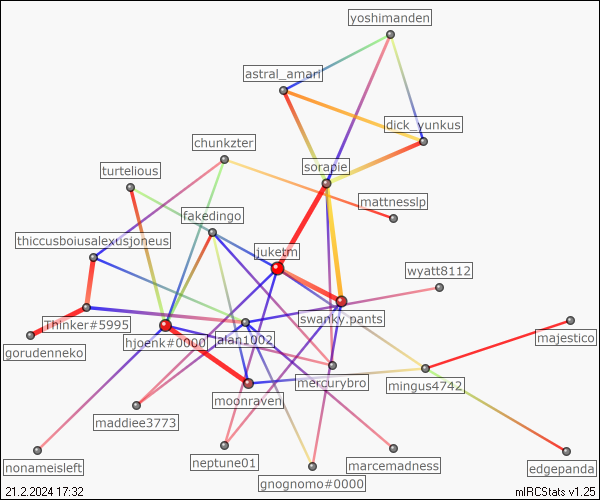 yoshimanden
astral_amari
dick_yunkus
chunkzter
sorapie
turtelious
mattnesslp
fakedingo
thiccusboiusalexusjoneus
juketm
wyatt8112
Thinker#5995
swanky.pants
hjoenk#0000
alan1002
majestico
gorudenneko
mercurybro
mingus4742
moonraven
maddiee3773
neptune01
marcemadness
nonameisleft
edgepanda
gnognomo#0000
21.2.2024 17:32
mIRCStats v1.25